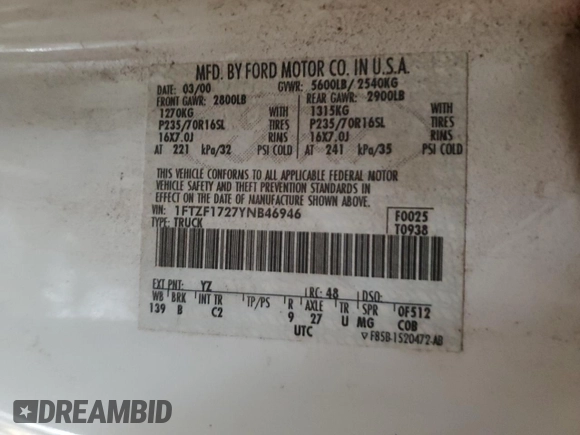 MFD. BY FORD MOTOR CO. IN U.S.A.
DATE: 03/00 GVWR: 5600LB/ 2540KG
FRONT GAWR: 2800LB REAR GAWR: 2900LB
1270KG WITH 1315KG WITH
P235/70R16SL TIRES P235/70R16SL TIRES
16X7.0J RIMS 16X7.0J RIMS
AT 221 kPa/32 PSI COLD AT 241 kPa/35 PSI COLD
THIS VEHICLE CONFORMS TO ALL APPLICABLE FEDERAL MOTOR
VEHICLE SAFETY AND THEFT PREVENTION STANDARDS IN
EFFECT ON THE DATE OF MANUFACTURE SHOWN ABOVE.
VIN: 1FTZF1727YNB46946 F0025
TYPE: TRUCK T0938
EXT PNT: YZ RC: 48 DSO:
WB BRK INT TR TP/PS R AXLE TR SPR OF512
139 B C2 9 27 U MG COB
UTC
▽ F85B-1520472-AB
DREAMBID